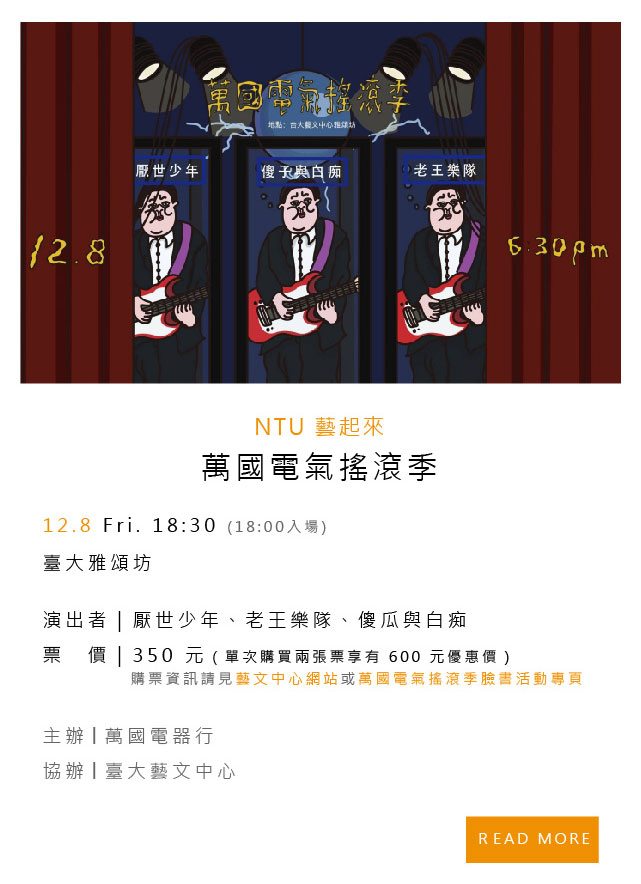 萬國電氣搖滾季
地點：台大藝文中心雅頌坊
厭世少年
傻子與白痴
老王樂隊
12.8
6:30pm
NTU 藝起來
萬國電氣搖滾季
12.8 Fri. 18:30 (18:00入場)
臺大雅頌坊
演出者 | 厭世少年、老王樂隊、傻瓜與白痴
票　價 | 350 元 ( 單次購買兩張票享有 600 元優惠價 )
購票資訊請見藝文中心網站或萬國電氣搖滾季臉書活動專頁
主辦 | 萬國電器行
協辦 | 臺大藝文中心
READ MORE